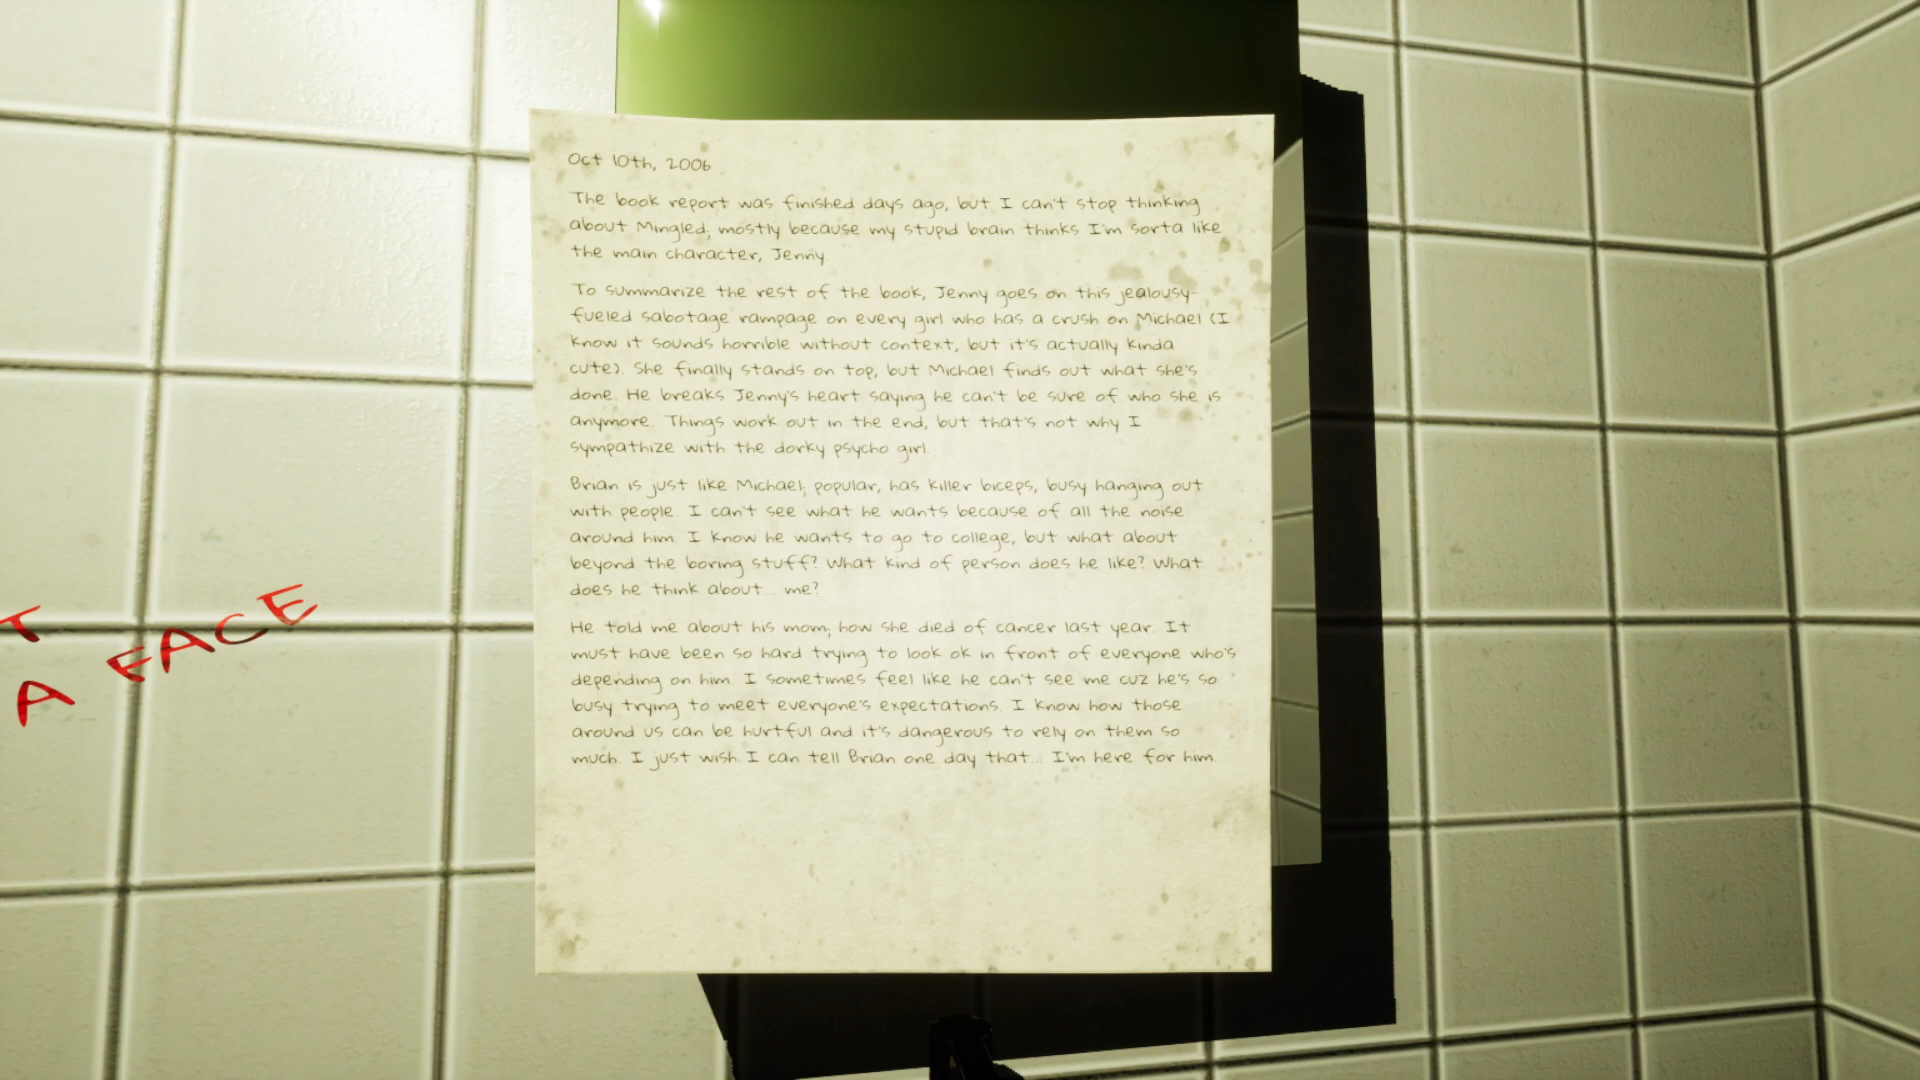 Oct 10th, 2006
The book report was finished days ago, but I can't stop thinking
about Mingled; mostly because my stupid brain thinks I'm sorta like
the main character, Jenny.
To summarize the rest of the book, Jenny goes on this jealousy-
fueled sabotage rampage on every girl who has a crush on Michael (I
know it sounds horrible without context, but it's actually kinda
cute). She finally stands on top, but Michael finds out what she's
done. He breaks Jenny's heart saying he can't be sure of who she is
anymore. Things work out in the end, but that's not why I
sympathize with the dorky psycho girl.
Brian is just like Michael; popular, has killer biceps, busy hanging out
with people. I can't see what he wants because of all the noise
around him. I know he wants to go to college, but what about
beyond the boring stuff? What kind of person does he like? What
does he think about... me?
He told me about his mom; how she died of cancer last year. It
must have been so hard trying to look ok in front of everyone who's
depending on him. I sometimes feel like he can't see me cuz he's so
busy trying to meet everyone's expectations. I know how those
around us can be hurtful and it's dangerous to rely on them so
much. I just wish I can tell Brian one day that... I'm here for him.
T
A FACE